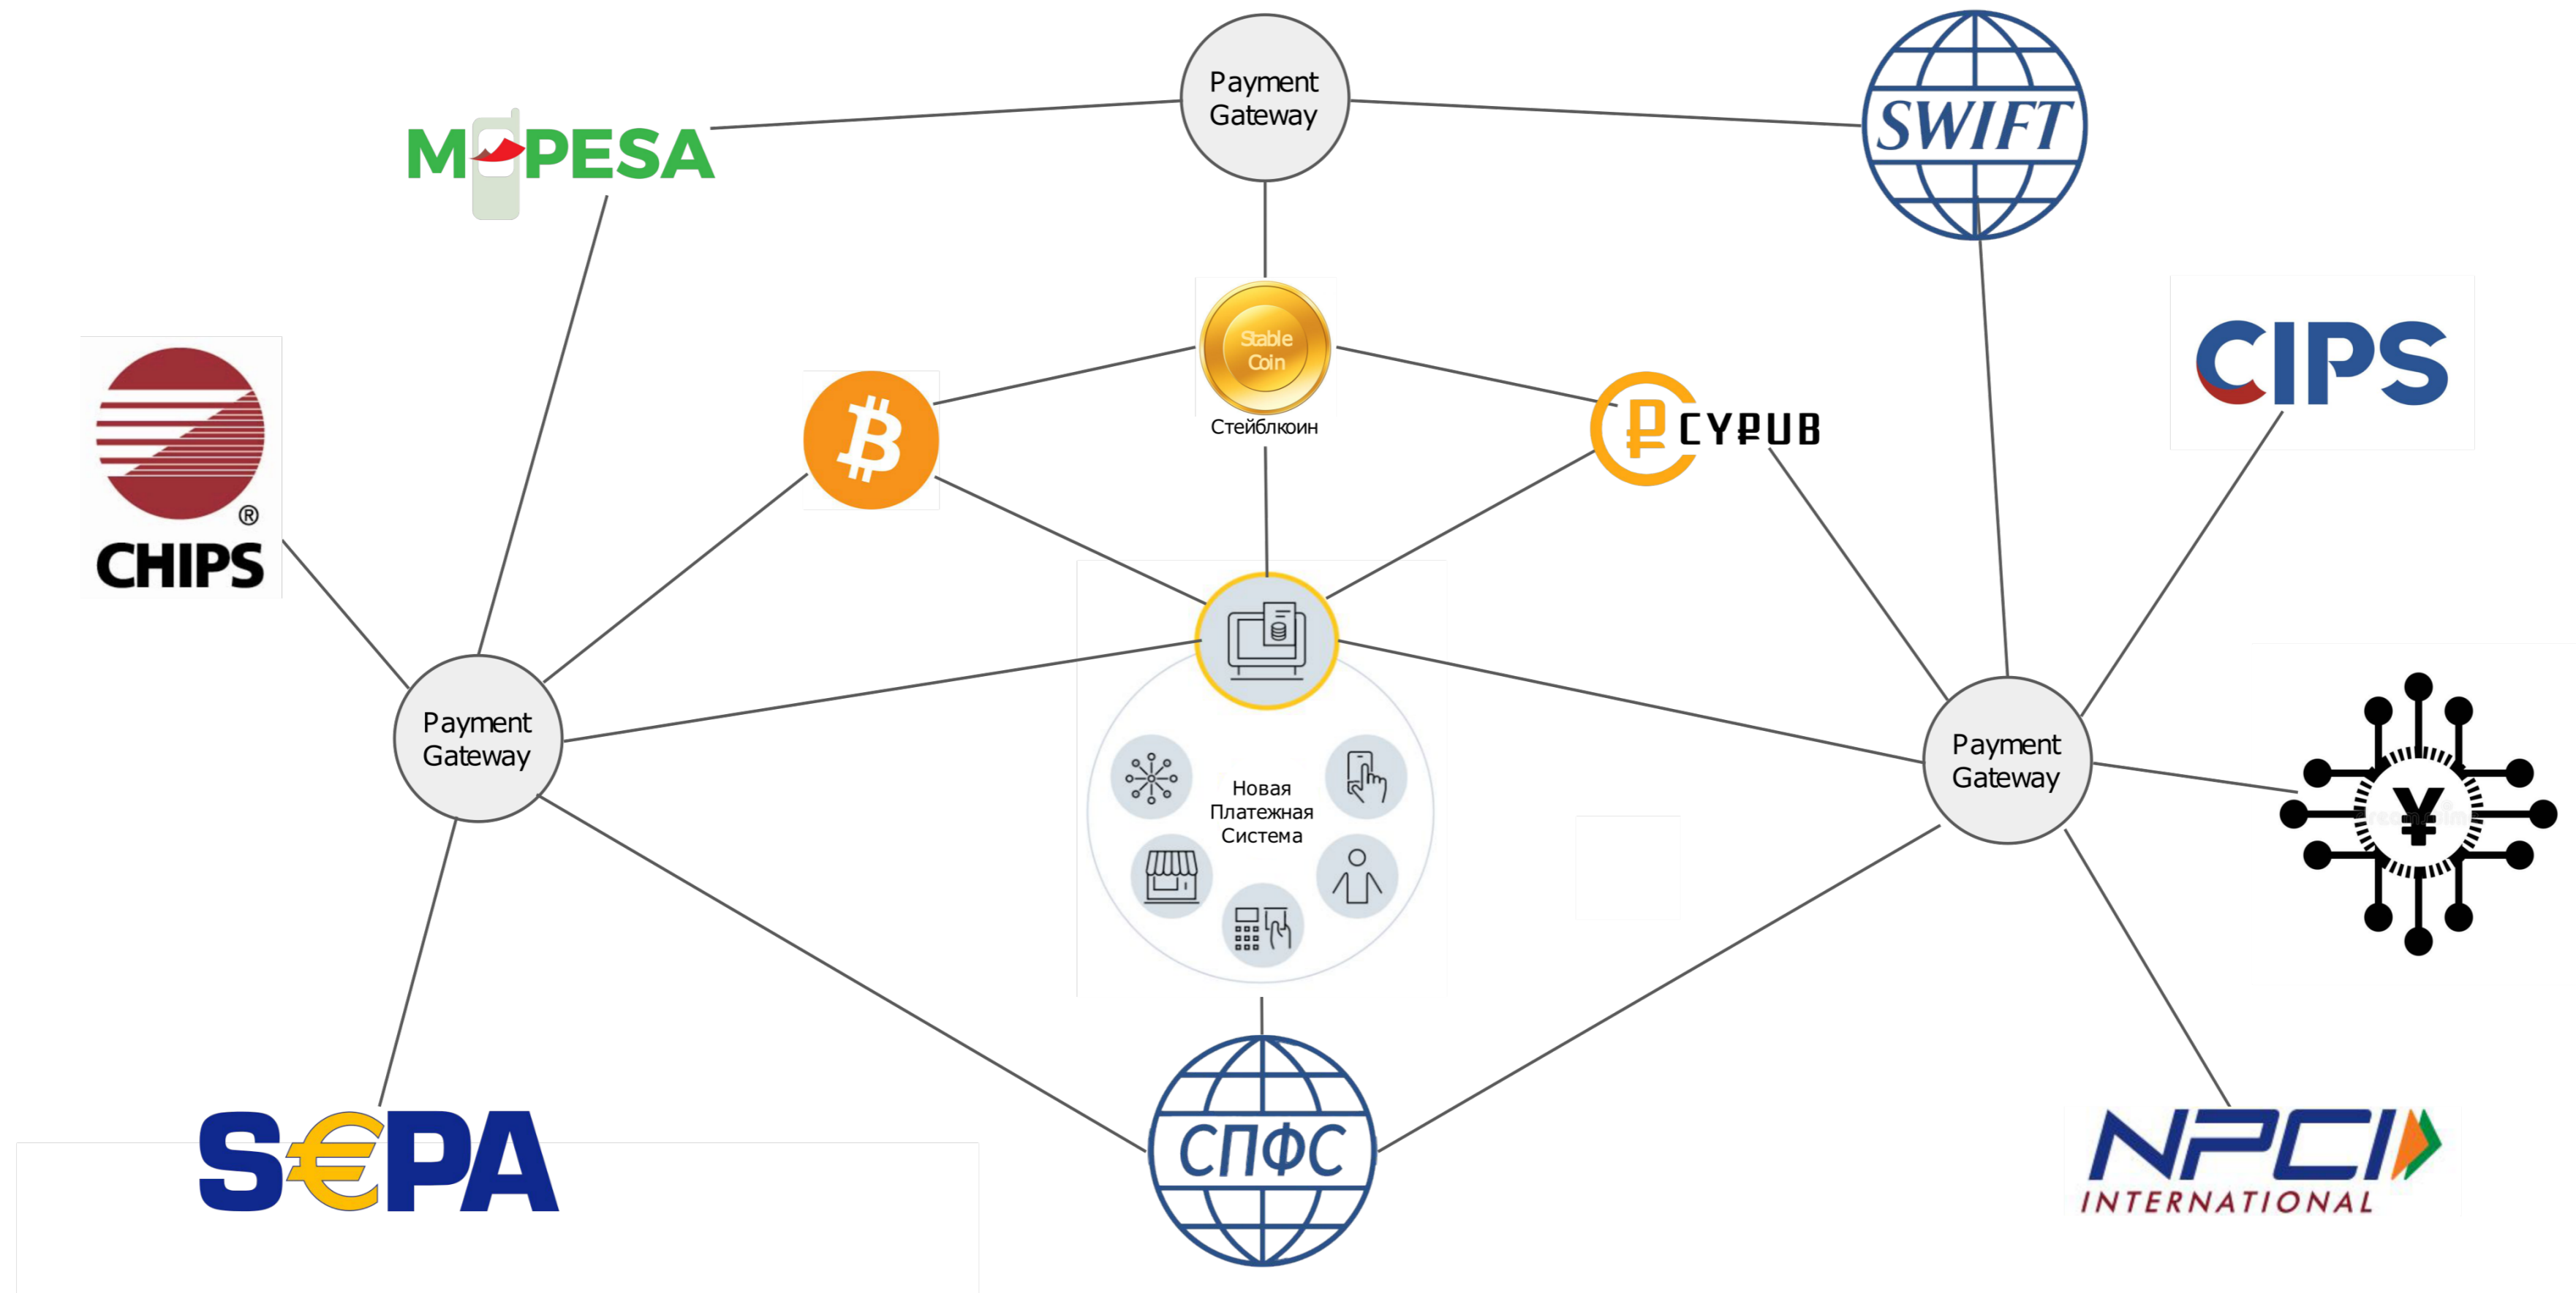 Payment
Gateway
SWIFT
M PESA
Stable
Coin
Стейблкоин
CYPUB
CIPS
®
CHIPS
Payment
Gateway
Новая
Платежная
Система
Payment
Gateway
¥
S€PA
СПФС
NPCI
INTERNATIONAL